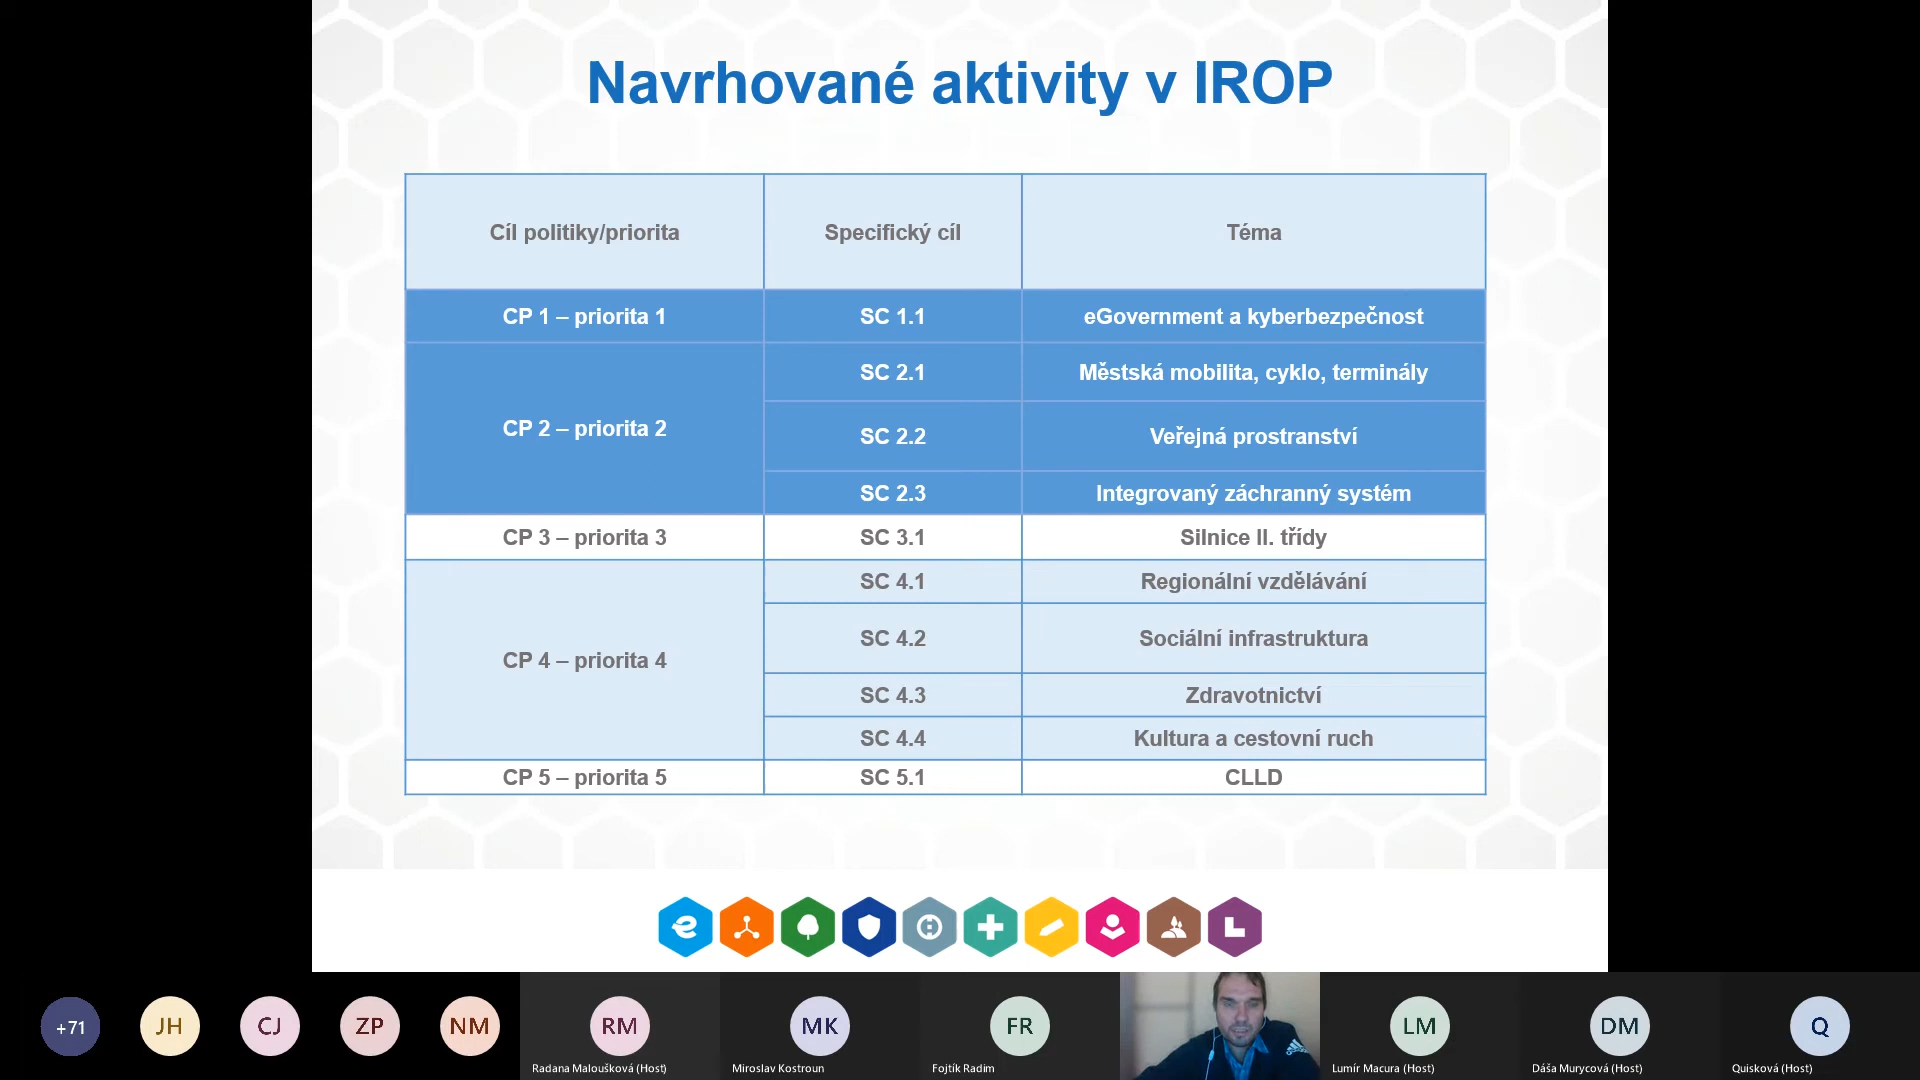 Navrhované aktivity v IROP
Cíl politiky/priorita
Specifický cíl
Téma
CP 1 – priorita 1
SC 1.1
eGovernment a kyberbezpečnost
CP 2 – priorita 2
SC 2.1
Městská mobilita, cyklo, terminály
SC 2.2
Veřejná prostranství
SC 2.3
Integrovaný záchranný systém
CP 3 – priorita 3
SC 3.1
Silnice II. třídy
CP 4 – priorita 4
SC 4.1
Regionální vzdělávání
SC 4.2
Sociální infrastruktura
SC 4.3
Zdravotnictví
SC 4.4
Kultura a cestovní ruch
CP 5 – priorita 5
SC 5.1
CLLD
+71
JH
CJ
ZP
NM
RM
Radana Maloušková (Host)
MK
Miroslav Kostroun
FR
Fojtík Radim
LM
Lumír Macura (Host)
DM
Dáša Murycová (Host)
Q
Quisková (Host)